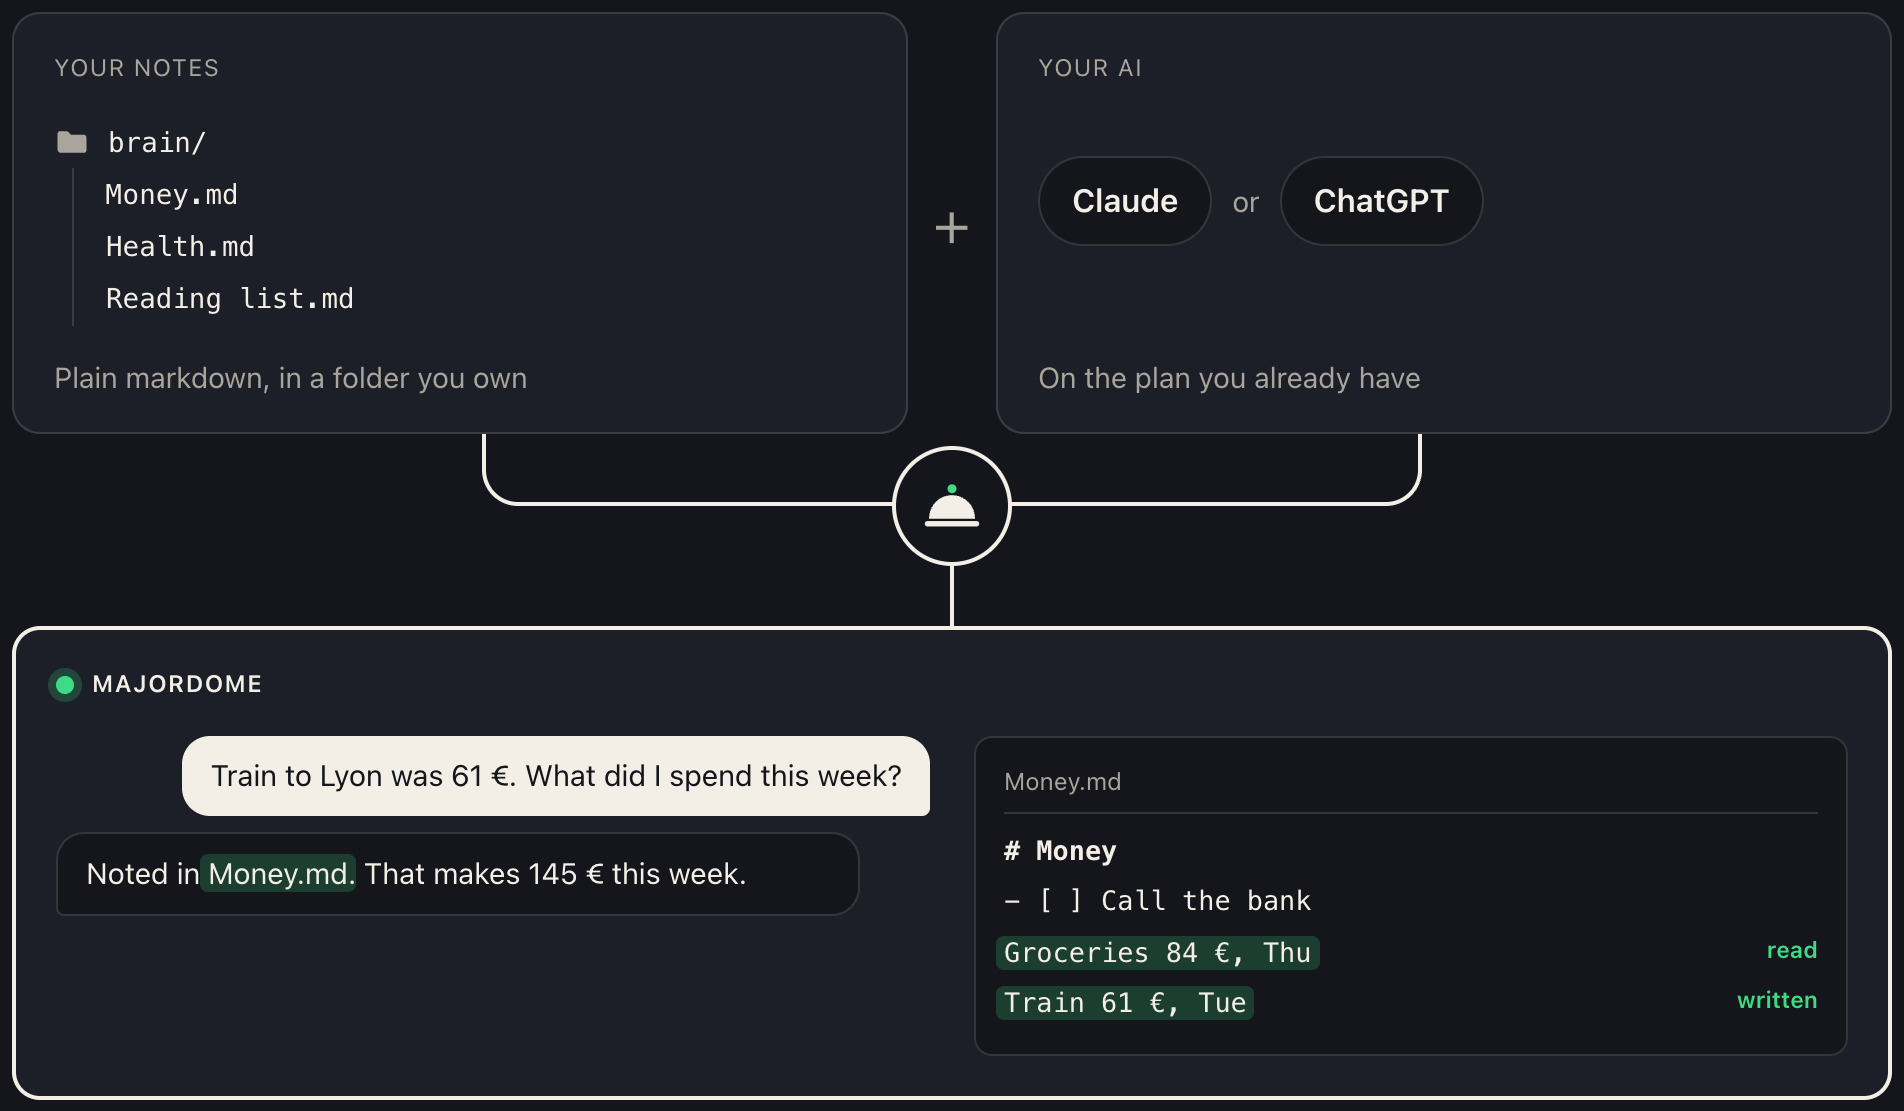 YOUR NOTES
brain/
Money.md
Health.md
Reading list.md
Plain markdown, in a folder you own
+
YOUR AI
Claude or ChatGPT
On the plan you already have
MAJORDOME
Train to Lyon was 61 €. What did I spend this week?
Noted in Money.md. That makes 145 € this week.
Money.md
# Money
– [ ] Call the bank
Groceries 84 €, Thu read
Train 61 €, Tue written